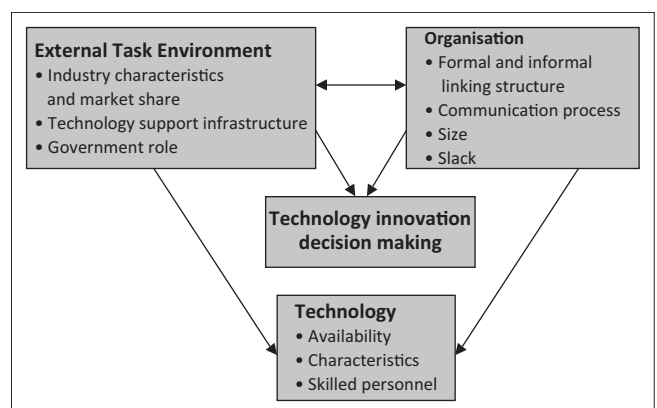 External Task Environment
• Industry characteristics
and market share
• Technology support infrastructure
• Government role
Organisation
• Formal and informal
linking structure
• Communication process
• Size
• Slack
Technology innovation
decision making
Technology
• Availability
• Characteristics
• Skilled personnel